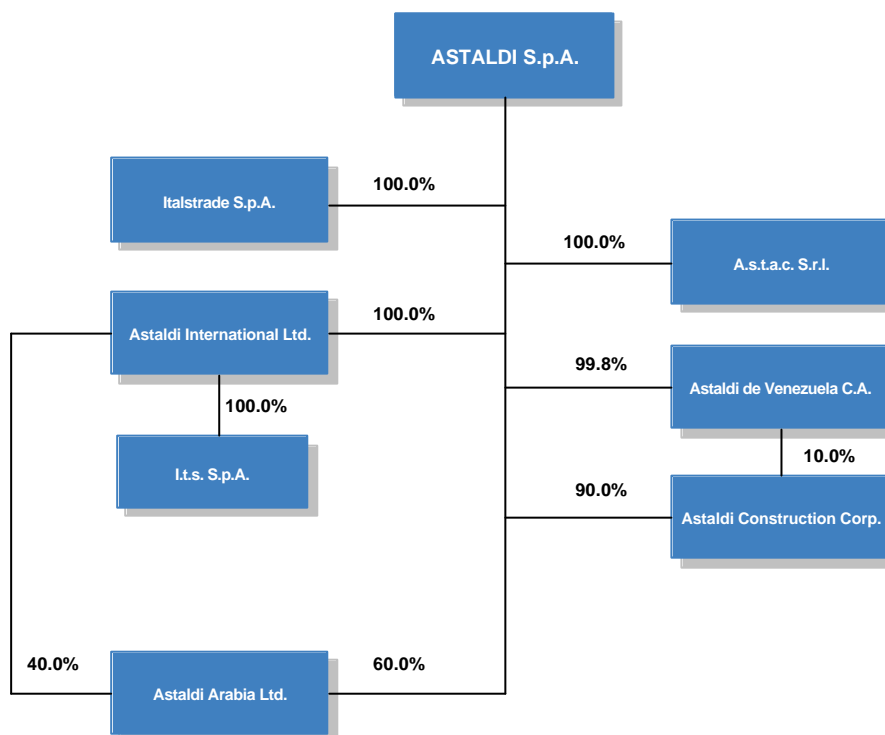 ASTALDI S.p.A.
Italstrade S.p.A.
100.0%
100.0%
A.s.t.a.c. S.r.l.
Astaldi International Ltd.
100.0%
99.8%
Astaldi de Venezuela C.A.
100.0%
10.0%
I.t.s. S.p.A.
90.0%
Astaldi Construction Corp.
40.0%
Astaldi Arabia Ltd.
60.0%